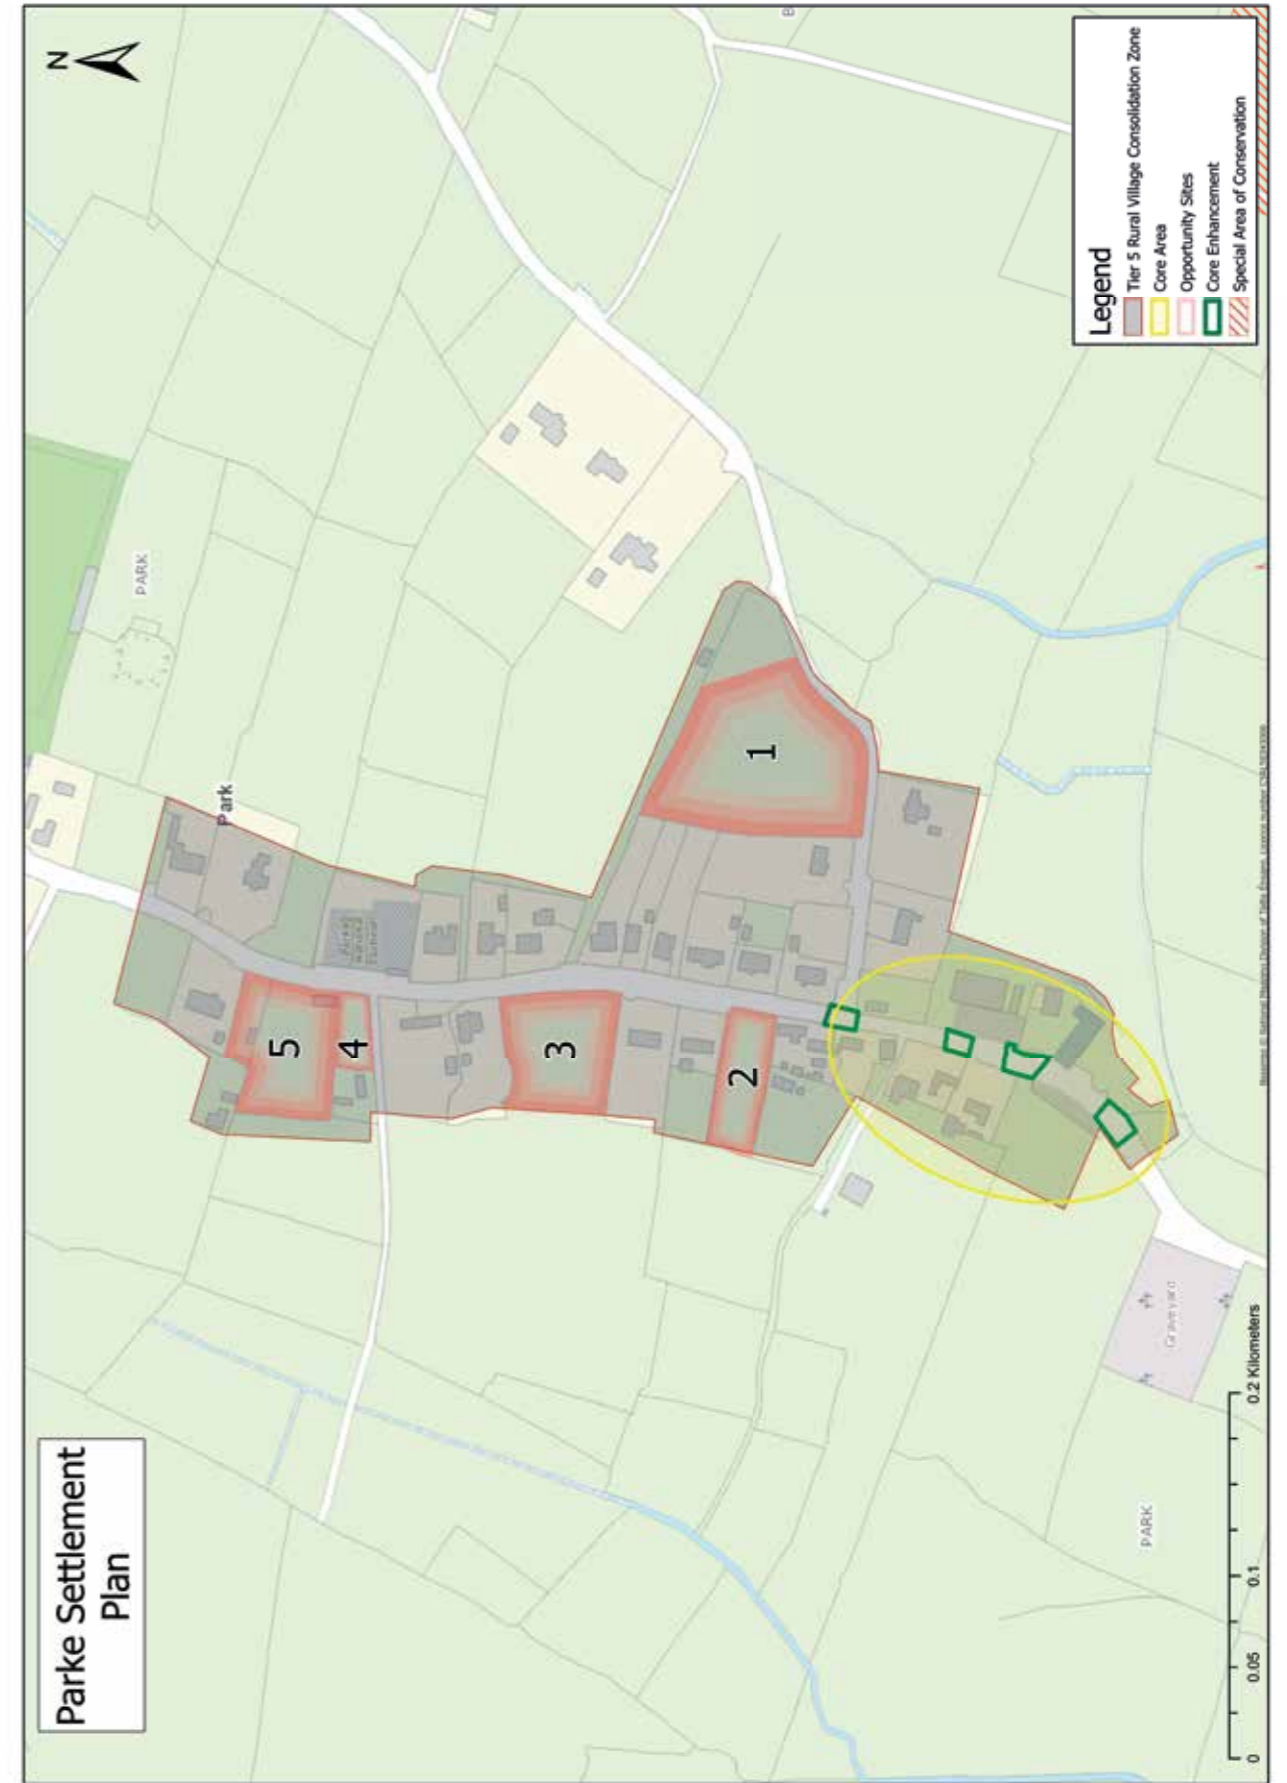 Parke Settlement
Plan
N
PARK
Park
B
5
4
3
2
1
Graveyard
PARK
Legend
Tier 5 Rural Village Consolidation Zone
Core Area
Opportunity Sites
Core Enhancement
Special Area of Conservation
0
0.05
0.1
0.2 Kilometers